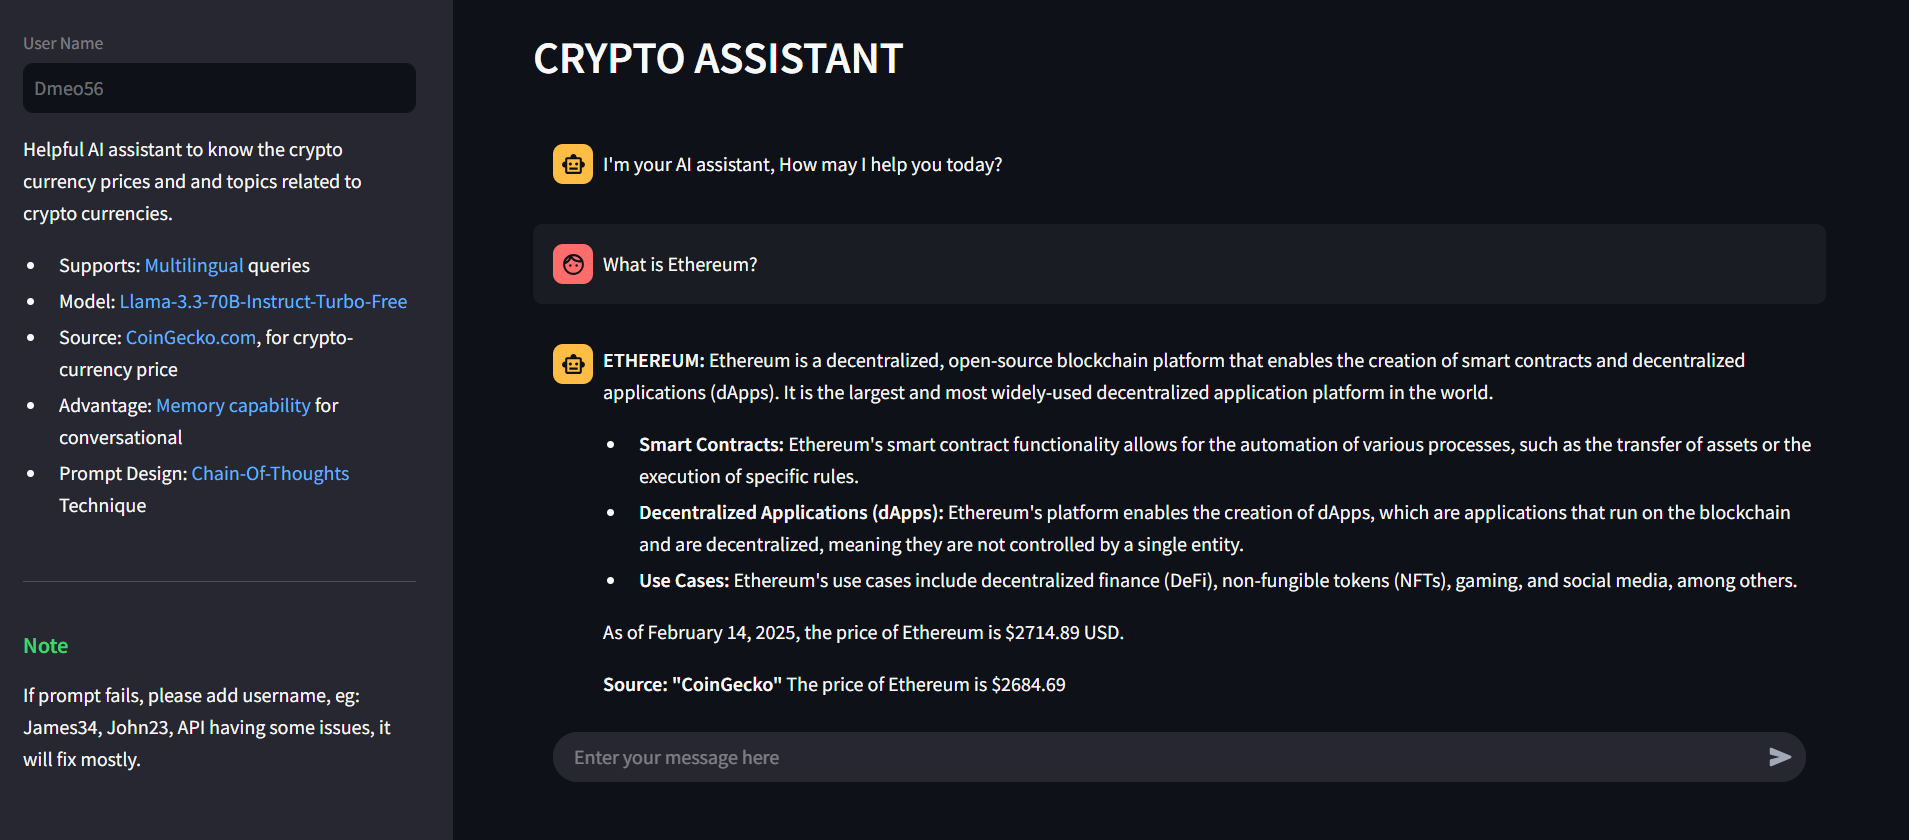 User Name
Dmeo56
Helpful AI assistant to know the crypto
currency prices and and topics related to
crypto currencies.
Supports: Multilingual queries
Model: Llama-3.3-70B-Instruct-Turbo-Free
Source: CoinGecko.com, for crypto-
currency price
Advantage: Memory capability for
conversational
Prompt Design: Chain-Of-Thoughts
Technique
Note
If prompt fails, please add username, eg:
James34, John23, API having some issues, it
will fix mostly.
CRYPTO ASSISTANT
I'm your AI assistant, How may I help you today?
What is Ethereum?
ETHEREUM: Ethereum is a decentralized, open-source blockchain platform that enables the creation of smart contracts and decentralized
applications (dApps). It is the largest and most widely-used decentralized application platform in the world.
Smart Contracts: Ethereum's smart contract functionality allows for the automation of various processes, such as the transfer of assets or the
execution of specific rules.
Decentralized Applications (dApps): Ethereum's platform enables the creation of dApps, which are applications that run on the blockchain
and are decentralized, meaning they are not controlled by a single entity.
Use Cases: Ethereum's use cases include decentralized finance (DeFi), non-fungible tokens (NFTs), gaming, and social media, among others.
As of February 14, 2025, the price of Ethereum is $2714.89 USD.
Source: "CoinGecko" The price of Ethereum is $2684.69
Enter your message here